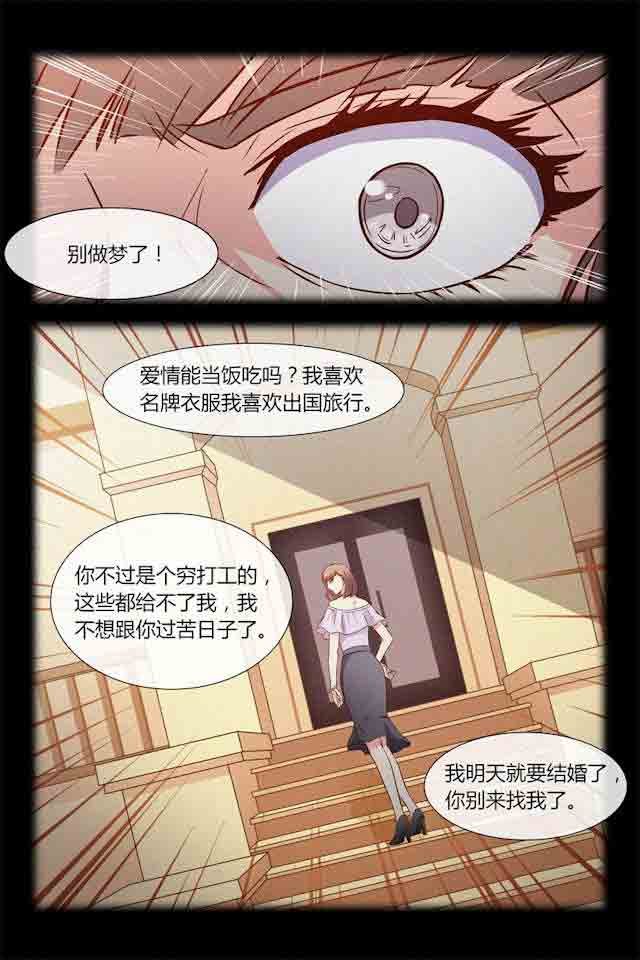 别做梦了！
爱情能当饭吃吗？我喜欢
名牌衣服我喜欢出国旅行。
你不过是个穷打工的，
这些都给不了我，我
不想跟你过苦日子了。
我明天就要结婚了，
你别来找我了。